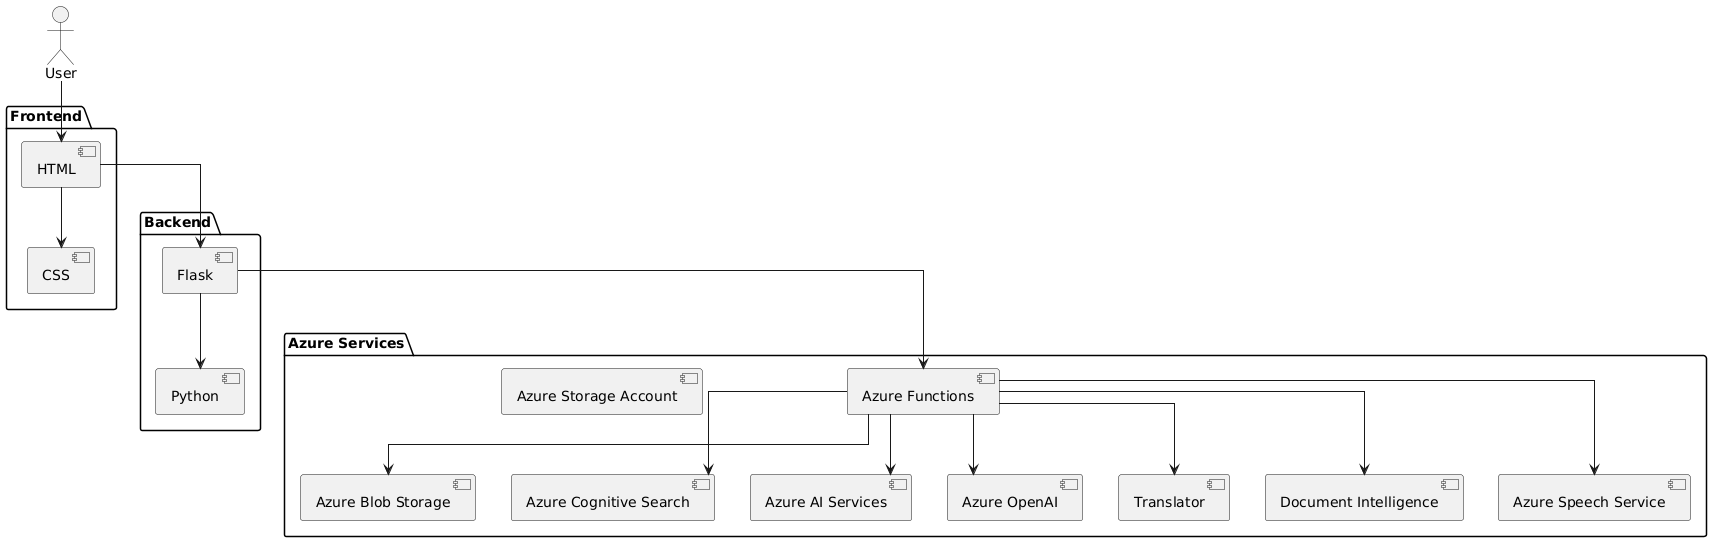 User
Frontend
HTML
CSS
Backend
Flask
Python
Azure Services
Azure Storage Account
Azure Functions
Azure Blob Storage
Azure Cognitive Search
Azure AI Services
Azure OpenAI
Translator
Document Intelligence
Azure Speech Service